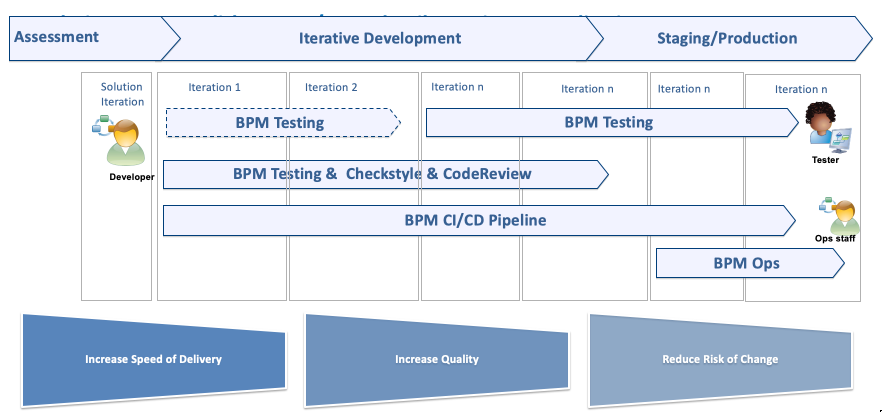 Assessment
Iterative Development
Staging/Production
Solution
Iteration
Iteration 1
Iteration 2
Iteration n
Iteration n
Iteration n
Iteration n
BPM Testing
BPM Testing
Tester
Developer
BPM Testing & Checkstyle & CodeReview
BPM CI/CD Pipeline
Ops staff
BPM Ops
Increase Speed of Delivery
Increase Quality
Reduce Risk of Change